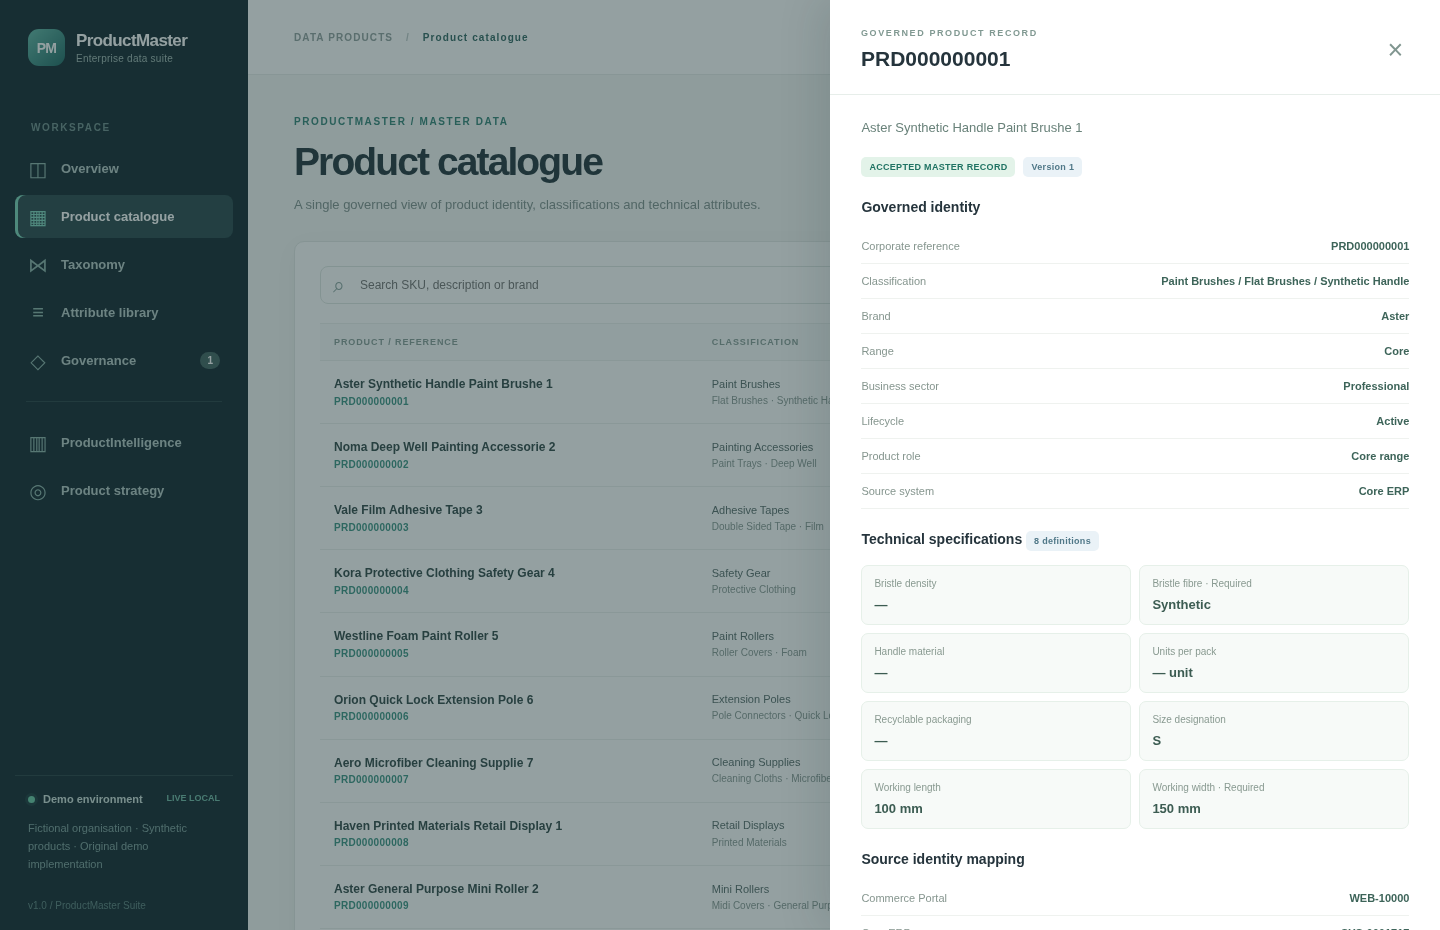 PM
ProductMaster
Enterprise data suite
WORKSPACE
Overview
Product catalogue
Taxonomy
Attribute library
Governance 1
ProductIntelligence
Product strategy
Demo environment LIVE LOCAL
Fictional organisation · Synthetic
products · Original demo
implementation
v1.0 / ProductMaster Suite
DATA PRODUCTS / Product catalogue
PRODUCTMASTER / MASTER DATA
Product catalogue
A single governed view of product identity, classifications and technical attributes.
Search SKU, description or brand
PRODUCT / REFERENCE CLASSIFICATION
Aster Synthetic Handle Paint Brushe 1 Paint Brushes
PRD000000001 Flat Brushes · Synthetic
Noma Deep Well Painting Accessorie 2 Painting Accessories
PRD000000002 Paint Trays · Deep Well
Vale Film Adhesive Tape 3 Adhesive Tapes
PRD000000003 Double Sided Tape · Film
Kora Protective Clothing Safety Gear 4 Safety Gear
PRD000000004 Protective Clothing
Westline Foam Paint Roller 5 Paint Rollers
PRD000000005 Roller Covers · Foam
Orion Quick Lock Extension Pole 6 Extension Poles
PRD000000006 Pole Connectors · Quick
Aero Microfiber Cleaning Supplie 7 Cleaning Supplies
PRD000000007 Cleaning Cloths ·
Haven Printed Materials Retail Display 1 Retail Displays
PRD000000008 Printed Materials
Aster General Purpose Mini Roller 2 Mini Rollers
PRD000000009 Midi Covers · General
GOVERNED PRODUCT RECORD
PRD000000001
Aster Synthetic Handle Paint Brushe 1
ACCEPTED MASTER RECORD Version 1
Governed identity
Corporate reference PRD000000001
Classification Paint Brushes / Flat Brushes / Synthetic Handle
Brand Aster
Range Core
Business sector Professional
Lifecycle Active
Product role Core range
Source system Core ERP
Technical specifications 8 definitions
Bristle density
—
Bristle fibre · Required
Synthetic
Handle material
—
Units per pack
— unit
Recyclable packaging
—
Size designation
S
Working length
100 mm
Working width · Required
150 mm
Source identity mapping
Commerce Portal WEB-10000